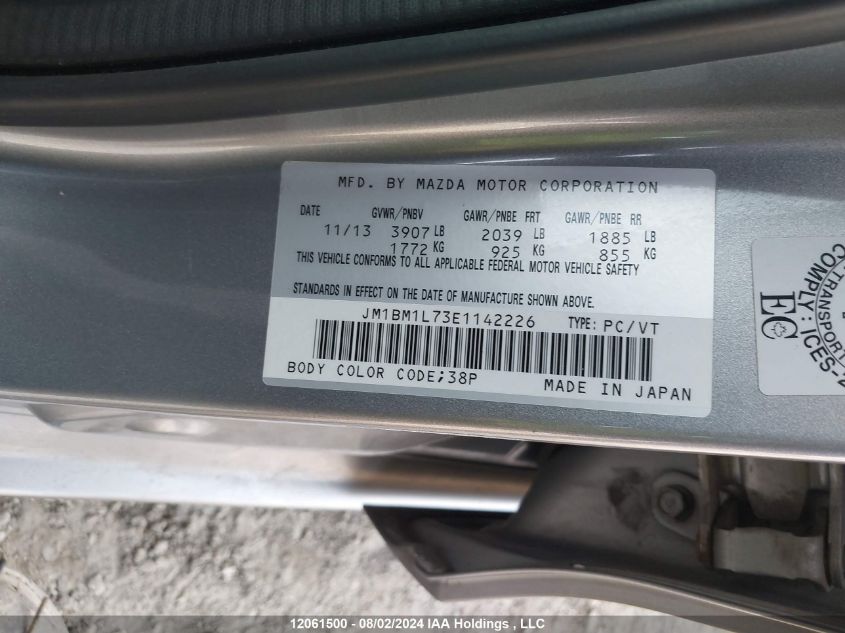 MFD. BY MAZDA MOTOR CORPORATION
DATE GVWR/PNBV GAWR/PNBE FRT GAWR/PNBE RR
11/13 3907 LB 2039 LB 1885 LB
1772 KG 925 KG 855 KG
THIS VEHICLE CONFORMS TO ALL APPLICABLE FEDERAL MOTOR VEHICLE SAFETY
STANDARDS IN EFFECT ON THE DATE OF MANUFACTURE SHOWN ABOVE.
JM1BM1L73E1142226 TYPE: PC/VT
BODY COLOR CODE;38P MADE IN JAPAN
TRANSPORT
COMPLY: ICES-
EC
12061500 - 08/02/2024 IAA Holdings , LLC